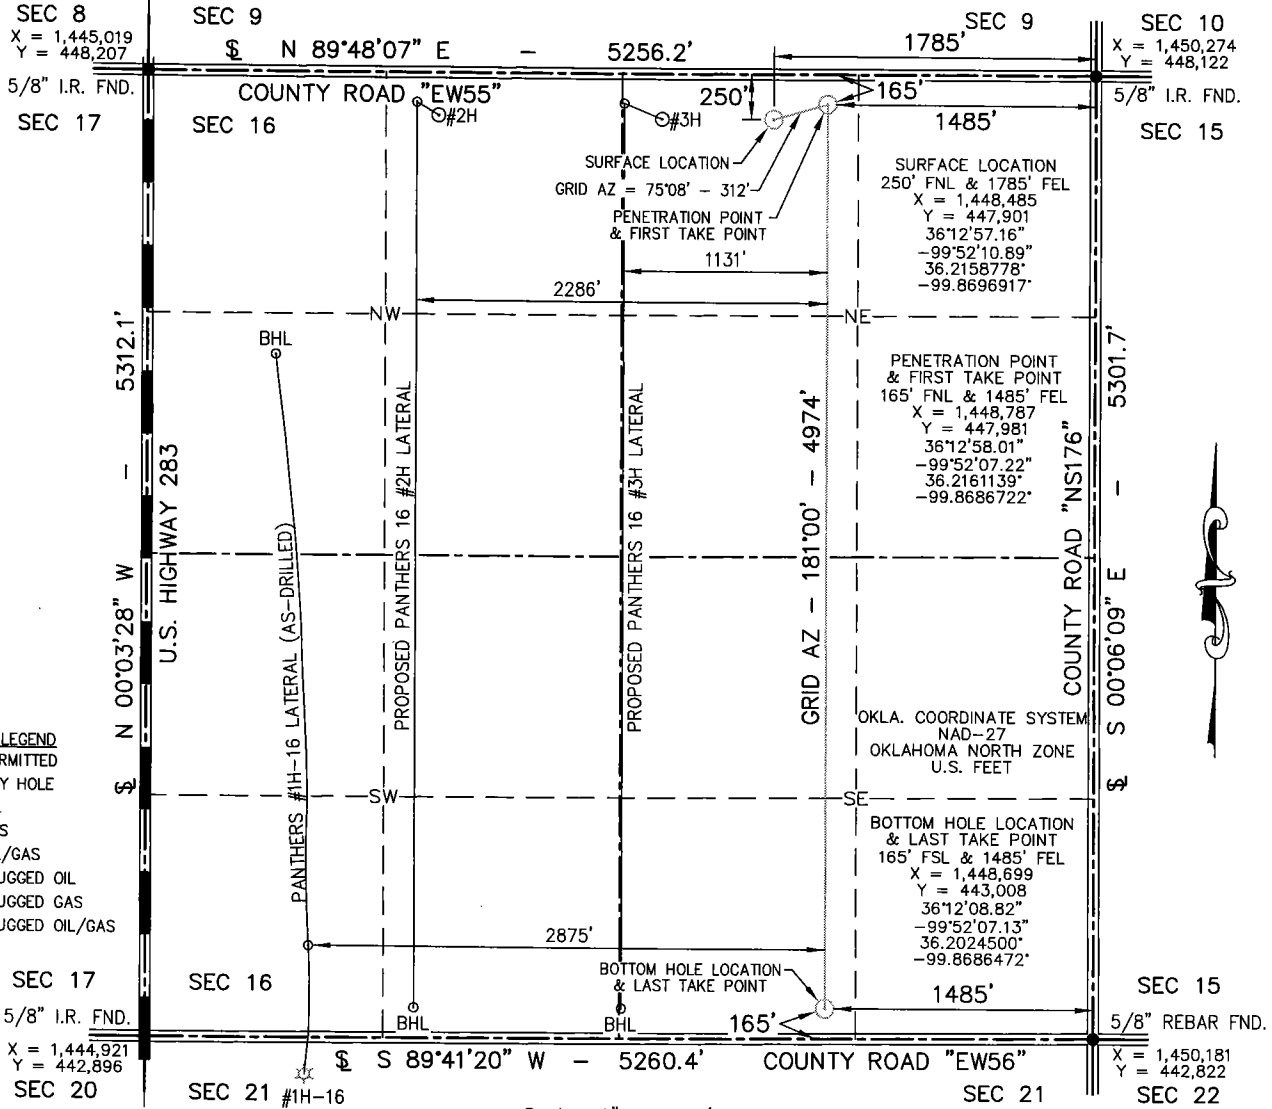 SEC 8
SEC 9
SEC 9
SEC 10
X = 1,445,019
Y = 448,207
N 89°48'07" E - 5256.2'
1785'
X = 1,450,274
Y = 448,122
5/8" I.R. FND.
COUNTY ROAD "EW55"
250'
165'
5/8" I.R. FND.
SEC 17
SEC 16
#2H
#3H
1485'
SEC 15
SURFACE LOCATION
GRID AZ = 75°08' - 312'
PENETRATION POINT
& FIRST TAKE POINT
SURFACE LOCATION
250' FNL & 1785' FEL
X = 1,448,485
Y = 447,901
36°12'57.16"
-99°52'10.89"
36.2158778°
-99.8696917°
1131'
2286'
NW
NE
BHL
PENETRATION POINT
& FIRST TAKE POINT
165' FNL & 1485' FEL
X = 1,448,787
Y = 447,981
36°12'58.01"
-99°52'07.22"
36.2161139°
-99.8686722°
N 00°03'28" W - 5312.1'
U.S. HIGHWAY 283
PANTHERS #1H-16 LATERAL (AS-DRILLED)
PROPOSED PANTHERS 16 #2H LATERAL
PROPOSED PANTHERS 16 #3H LATERAL
GRID AZ - 181°00' - 4974'
COUNTY ROAD "NS176"
S 00°06'09" E - 5301.7'
OKLA. COORDINATE SYSTEM
NAD-27
OKLAHOMA NORTH ZONE
U.S. FEET
LEGEND
RMITTED
Y HOLE
S
/GAS
UGGED OIL
UGGED GAS
UGGED OIL/GAS
SW
SE
BOTTOM HOLE LOCATION
& LAST TAKE POINT
165' FSL & 1485' FEL
X = 1,448,699
Y = 443,008
36°12'08.82"
-99°52'07.13"
36.2024500°
-99.8686472°
2875'
BOTTOM HOLE LOCATION
& LAST TAKE POINT
SEC 17
SEC 16
1485'
SEC 15
5/8" I.R. FND.
BHL
BHL
165'
5/8" REBAR FND.
X = 1,444,921
Y = 442,896
S 89°41'20" W - 5260.4'
COUNTY ROAD "EW56"
X = 1,450,181
Y = 442,822
SEC 20
SEC 21
#1H-16
SEC 21
SEC 22